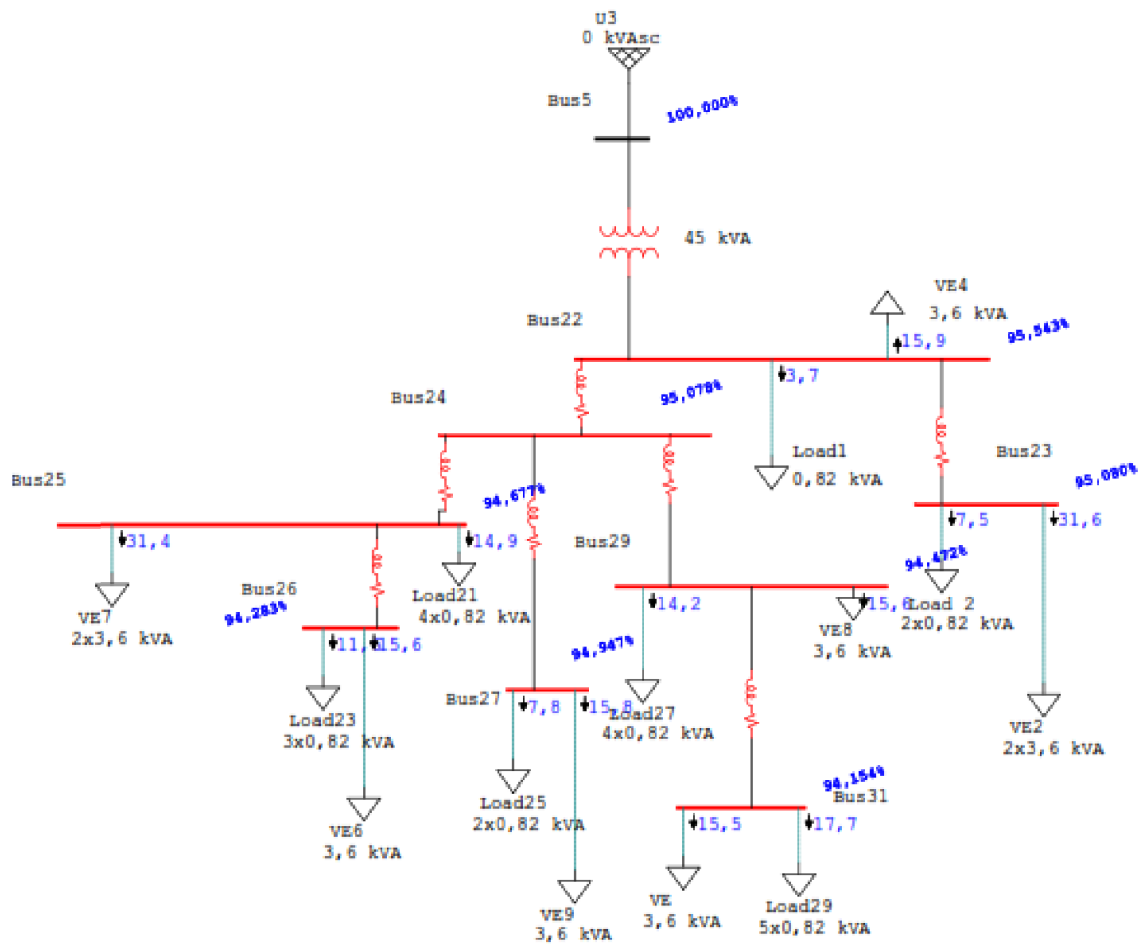 U3
0 kVAsc
Bus5
100,000%
45 kVA
VE4
3,6 kVA
Bus22
15,9
95,543%
3,7
Bus24
95,078%
Load1
0,82 kVA
Bus23
95,080%
Bus25
94,677%
31,4
14,9
7,5
31,6
Bus29
94,472%
VE7
2x3,6 kVA
Bus26
94,283%
Load21
4x0,82 kVA
14,2
15,6
Load 2
2x0,82 kVA
VE8
3,6 kVA
15,6
94,947%
Bus27
7,8
15,8
Load23
3x0,82 kVA
Load27
4x0,82 kVA
VE2
2x3,6 kVA
Load25
2x0,82 kVA
94,154%
Bus31
15,5
17,7
VE6
3,6 kVA
VE9
3,6 kVA
VE
3,6 kVA
Load29
5x0,82 kVA